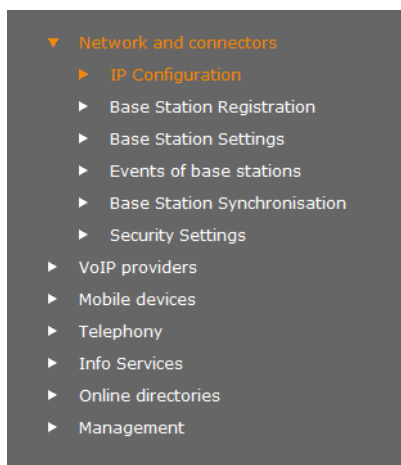 Network and connectors
IP Configuration
Base Station Registration
Base Station Settings
Events of base stations
Base Station Synchronisation
Security Settings
VoIP providers
Mobile devices
Telephony
Info Services
Online directories
Management